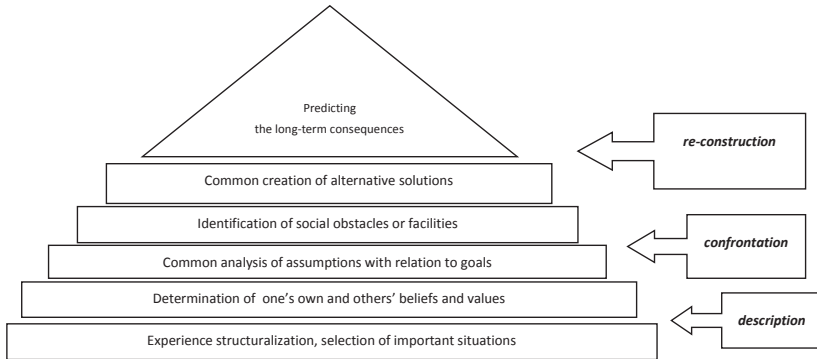 Predicting
the long-term consequences
re-construction
Common creation of alternative solutions
Identification of social obstacles or facilities
confrontation
Common analysis of assumptions with relation to goals
Determination of one's own and others' beliefs and values
description
Experience structuralization, selection of important situations